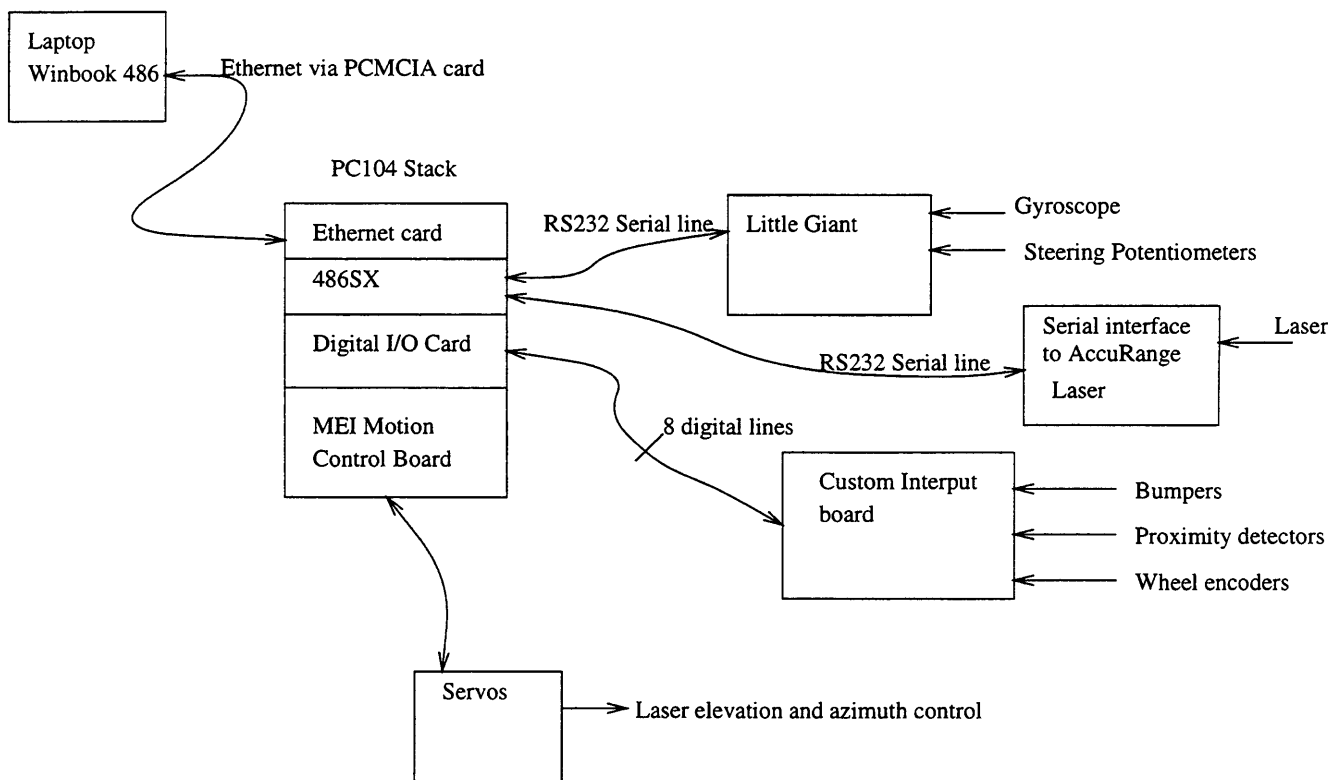 Laptop
Winbook 486
Ethernet via PCMCIA card
PC104 Stack
Ethernet card
486SX
Digital I/O Card
MEI Motion
Control Board
RS232 Serial line
Little Giant
Gyroscope
Steering Potentiometers
RS232 Serial line
Serial interface
to AccuRange
Laser
Laser
8 digital lines
Custom Interput
board
Bumpers
Proximity detectors
Wheel encoders
Servos
Laser elevation and azimuth control